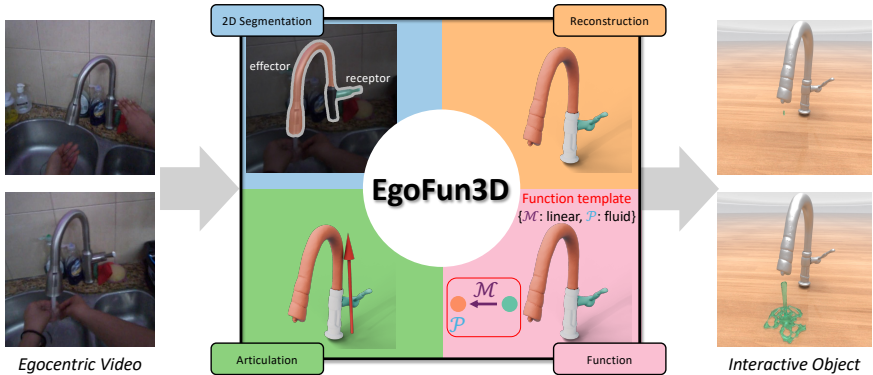 2D Segmentation
Reconstruction
effector
receptor
EgoFun3D
Function template
{ℳ: linear, 𝒫: fluid}
ℳ
𝒫
Articulation
Function
Egocentric Video
Interactive Object